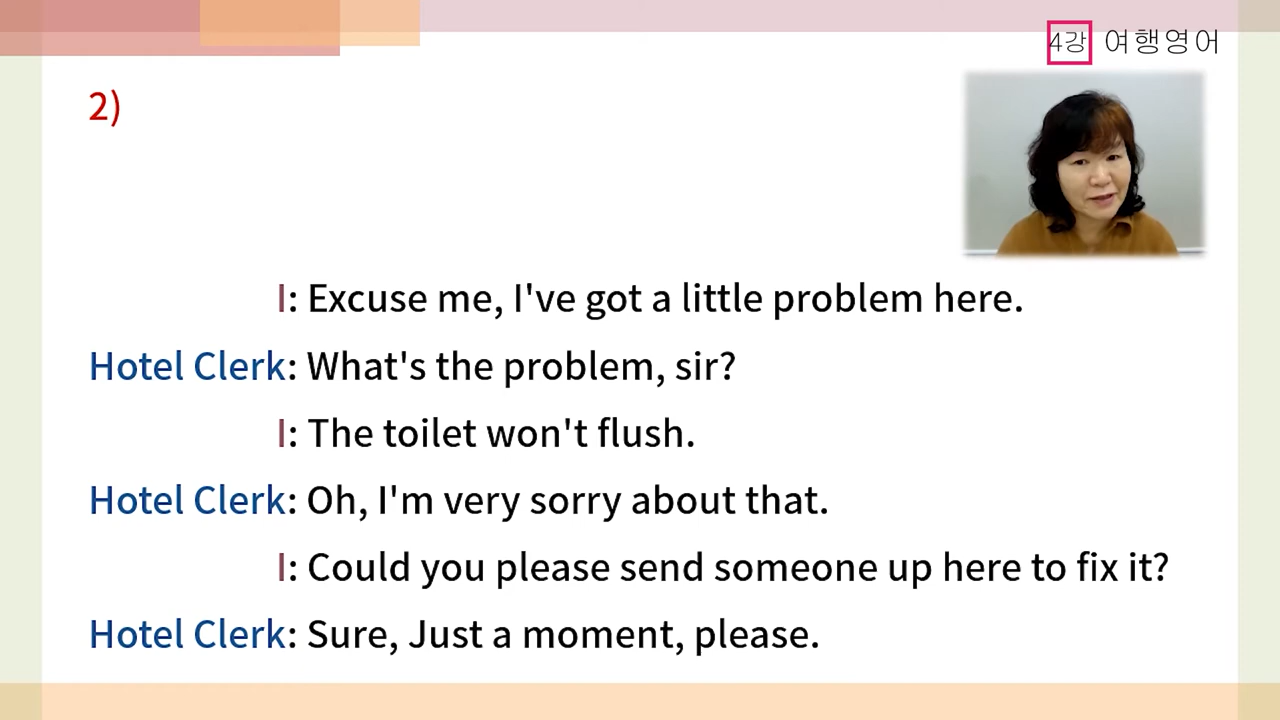 4강 여행영어
2)
I: Excuse me, I've got a little problem here.
Hotel Clerk: What's the problem, sir?
I: The toilet won't flush.
Hotel Clerk: Oh, I'm very sorry about that.
I: Could you please send someone up here to fix it?
Hotel Clerk: Sure, Just a moment, please.